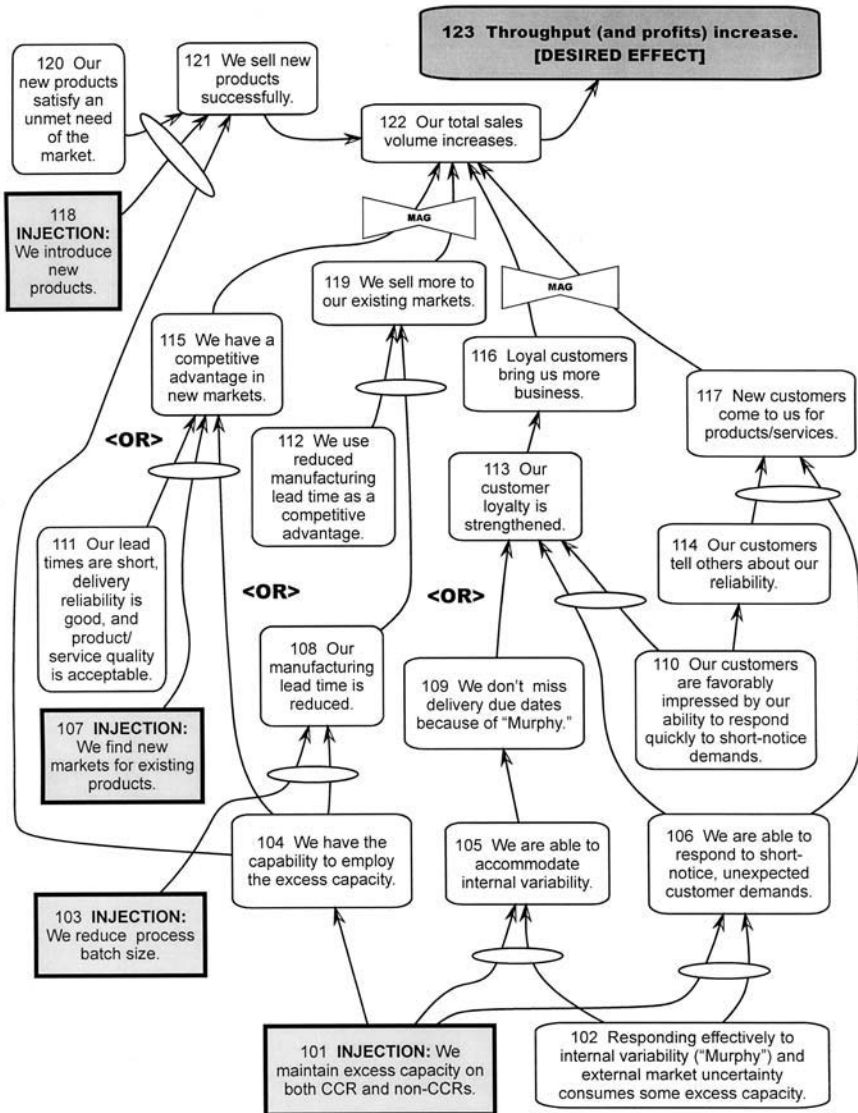 123 Throughput (and profits) increase.
[DESIRED EFFECT]
120 Our
new products
satisfy an
unmet need
of the
market.
121 We sell new
products
successfully.
122 Our total sales
volume increases.
118
INJECTION:
We introduce
new
products.
MAG
119 We sell more to
our existing markets.
MAG
115 We have a
competitive
advantage in
new markets.
116 Loyal customers
bring us more
business.
117 New customers
come to us for
products/services.
<OR>
112 We use
reduced
manufacturing
lead time as a
competitive
advantage.
113 Our
customer
loyalty is
strengthened.
111 Our lead
times are short,
delivery
reliability is
good, and
product/
service quality
is acceptable.
114 Our customers
tell others about our
reliability.
<OR>
<OR>
108 Our
manufacturing
lead time is
reduced.
109 We don't miss
delivery due dates
because of “Murphy.”
110 Our customers
are favorably
impressed by our
ability to respond
quickly to short-notice
demands.
107 INJECTION:
We find new
markets for existing
products.
104 We have the
capability to employ
the excess capacity.
105 We are able to
accommodate
internal variability.
106 We are able to
respond to short-
notice, unexpected
customer demands.
103 INJECTION:
We reduce process
batch size.
101 INJECTION: We
maintain excess capacity on
both CCR and non-CCRs.
102 Responding effectively to
internal variability (“Murphy”) and
external market uncertainty
consumes some excess capacity.